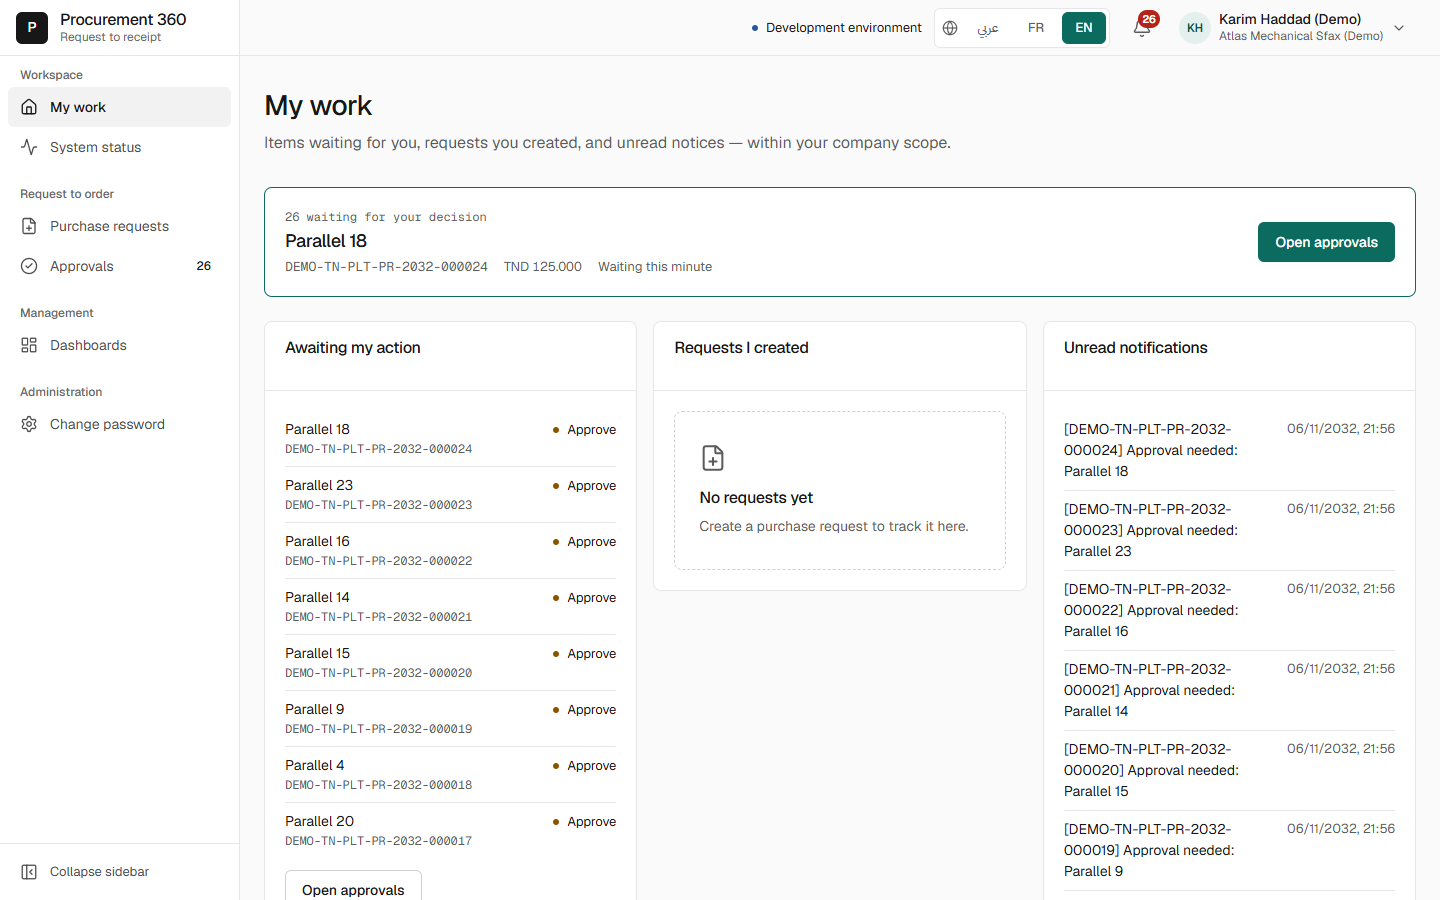 P
Procurement 360
Request to receipt
Development environment
عربي
FR
EN
26
KH
Karim Haddad (Demo)
Atlas Mechanical Sfax (Demo)
Workspace
My work
System status
Request to order
Purchase requests
Approvals 26
Management
Dashboards
Administration
Change password
Collapse sidebar
My work
Items waiting for you, requests you created, and unread notices — within your company scope.
26 waiting for your decision
Parallel 18
DEMO-TN-PLT-PR-2032-000024 TND 125.000 Waiting this minute
Open approvals
Awaiting my action
Parallel 18 Approve
DEMO-TN-PLT-PR-2032-000024
Parallel 23 Approve
DEMO-TN-PLT-PR-2032-000023
Parallel 16 Approve
DEMO-TN-PLT-PR-2032-000022
Parallel 14 Approve
DEMO-TN-PLT-PR-2032-000021
Parallel 15 Approve
DEMO-TN-PLT-PR-2032-000020
Parallel 9 Approve
DEMO-TN-PLT-PR-2032-000019
Parallel 4 Approve
DEMO-TN-PLT-PR-2032-000018
Parallel 20 Approve
DEMO-TN-PLT-PR-2032-000017
Open approvals
Requests I created
No requests yet
Create a purchase request to track it here.
Unread notifications
[DEMO-TN-PLT-PR-2032- 06/11/2032, 21:56
000024] Approval needed:
Parallel 18
[DEMO-TN-PLT-PR-2032- 06/11/2032, 21:56
000023] Approval needed:
Parallel 23
[DEMO-TN-PLT-PR-2032- 06/11/2032, 21:56
000022] Approval needed:
Parallel 16
[DEMO-TN-PLT-PR-2032- 06/11/2032, 21:56
000021] Approval needed:
Parallel 14
[DEMO-TN-PLT-PR-2032- 06/11/2032, 21:56
000020] Approval needed:
Parallel 15
[DEMO-TN-PLT-PR-2032- 06/11/2032, 21:56
000019] Approval needed:
Parallel 9